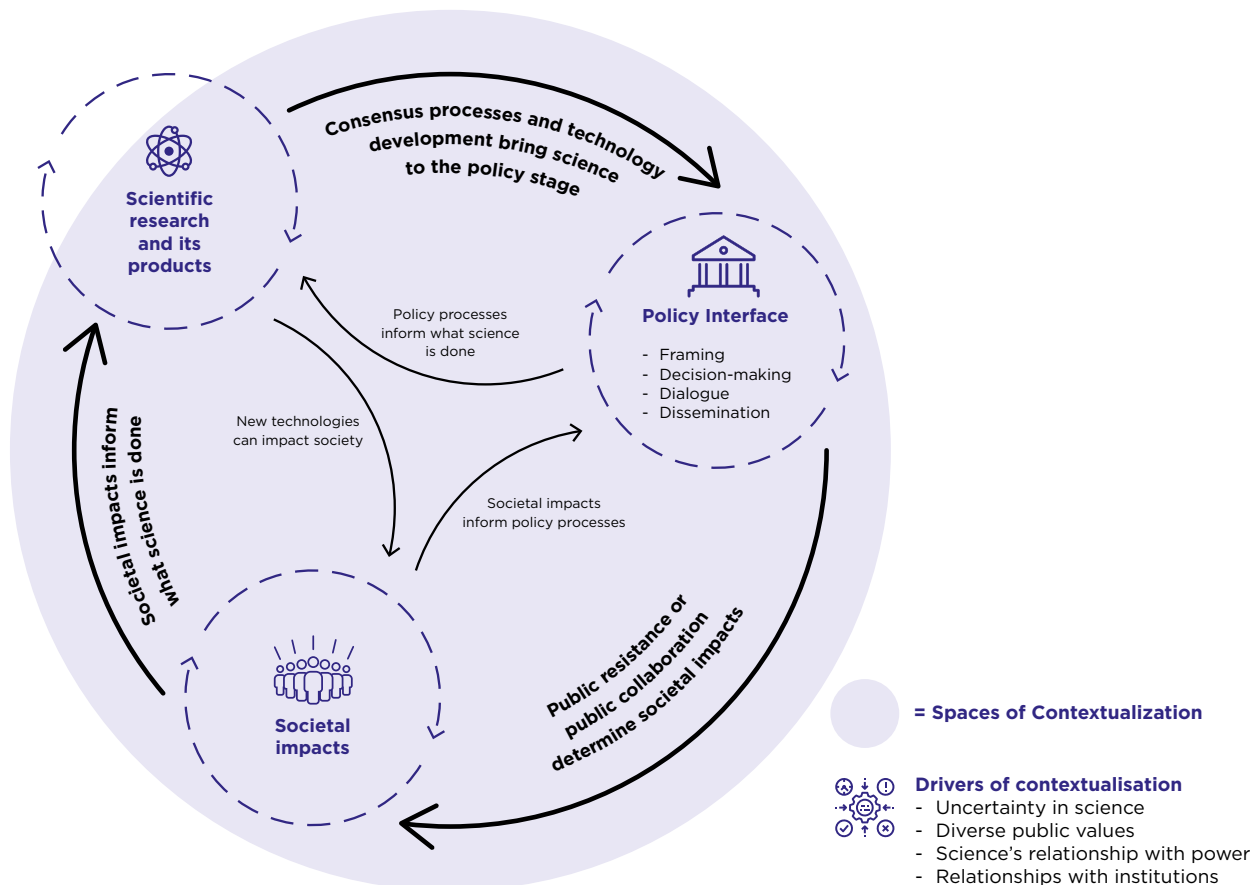 Consensus processes and technology
development bring science
to the policy stage
Scientific
research
and its
products
Policy Interface
- Framing
- Decision-making
- Dialogue
- Dissemination
Policy processes
inform what science
is done
New technologies
can impact society
Societal impacts inform
what science is done
Societal impacts
inform policy processes
Public resistance or
public collaboration
determine societal impacts
Societal
impacts
= Spaces of Contextualization
Drivers of contextualisation
- Uncertainty in science
- Diverse public values
- Science's relationship with power
- Relationships with institutions